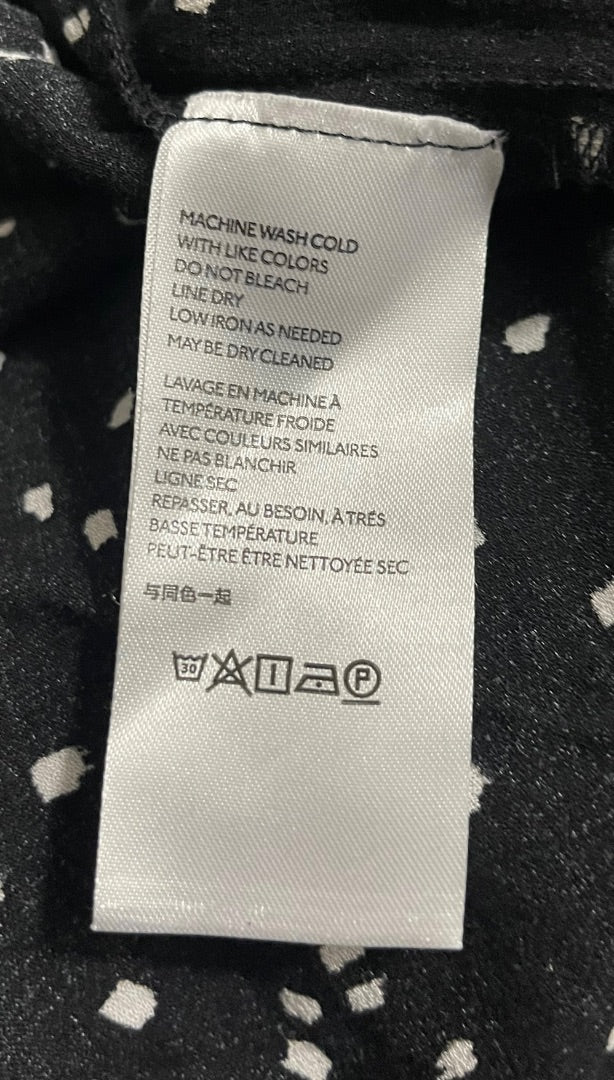 MACHINE WASH COLD
WITH LIKE COLORS
DO NOT BLEACH
LINE DRY
LOW IRON AS NEEDED
MAY BE DRY CLEANED
LAVAGE EN MACHINE À
TEMPÉRATURE FROIDE
AVEC COULEURS SIMILAIRES
NE PAS BLANCHIR
LIGNE SEC
REPASSER, AU BESOIN, À TRÉS
BASSE TEMPÉRATURE
PEUT-ÊTRE ÊTRE NETTOYÉE SEC
与同色一起
30 P